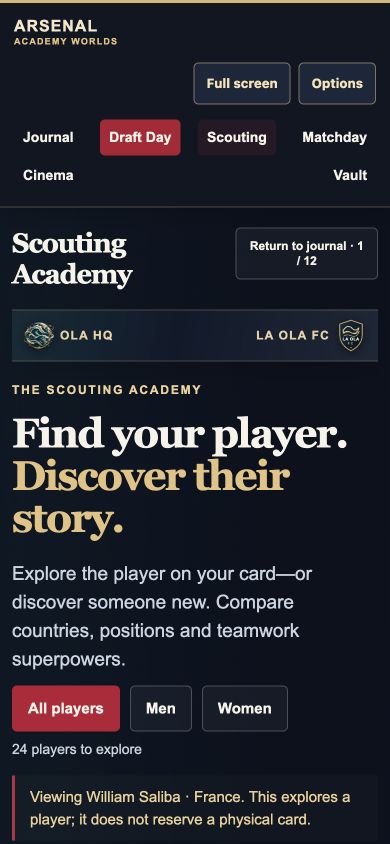 ARSENAL
ACADEMY WORLDS
Full screen
Options
Journal
Draft Day
Scouting
Matchday
Cinema
Vault
Scouting
Academy
Return to journal · 1
/ 12
OLA HQ
LA OLA FC
LA OLA
FC
THE SCOUTING ACADEMY
Find your player.
Discover their
story.
Explore the player on your card—or
discover someone new. Compare
countries, positions and teamwork
superpowers.
All players
Men
Women
24 players to explore
Viewing William Saliba · France. This explores a
player; it does not reserve a physical card.